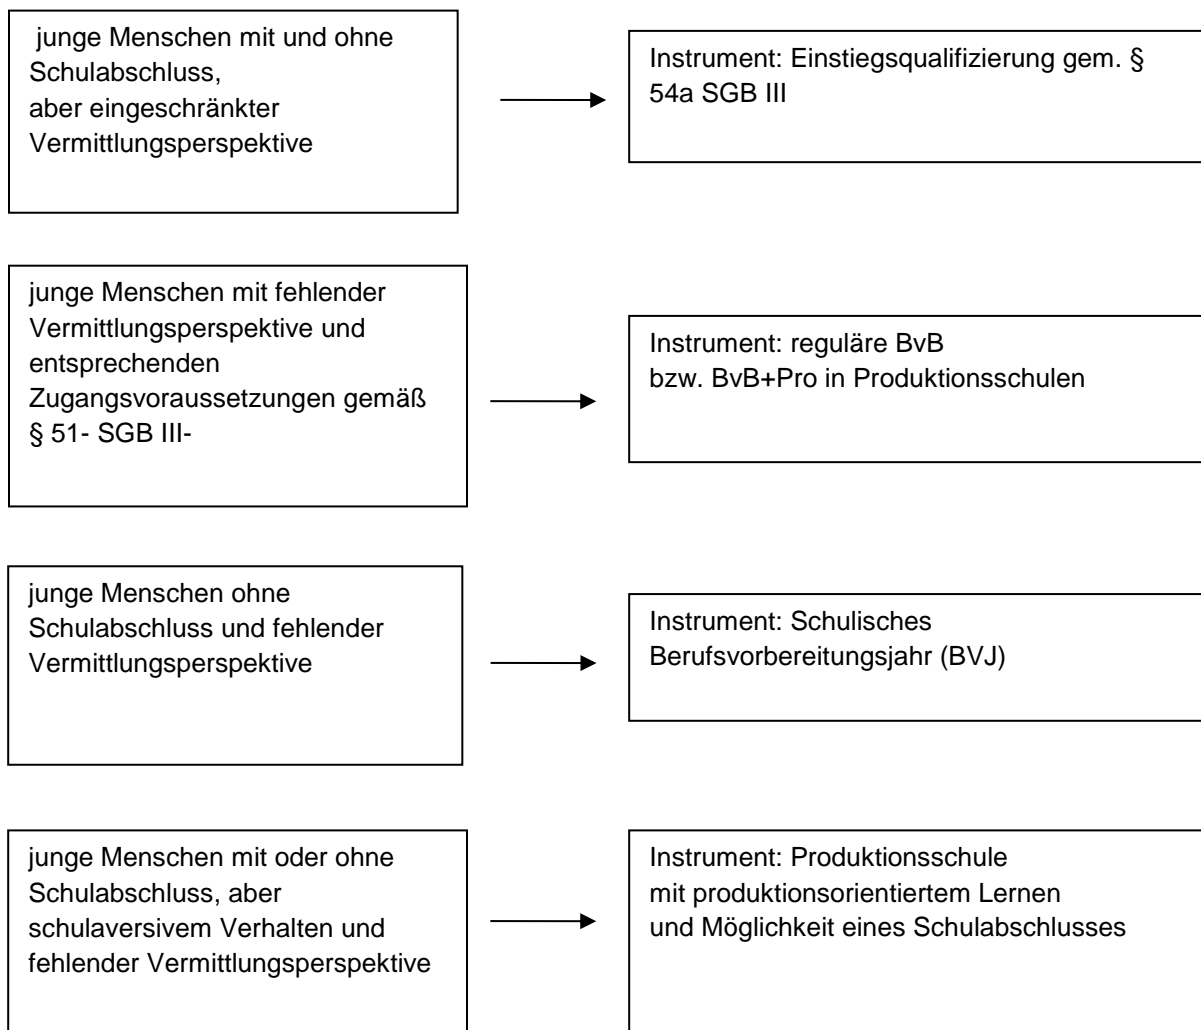 junge Menschen mit und ohne
Schulabschluss,
aber eingeschränkter
Vermittlungsperspektive
Instrument: Einstiegsqualifizierung gem. §
54a SGB III
junge Menschen mit fehlender
Vermittlungsperspektive und
entsprechenden
Zugangsvoraussetzungen gemäß
§ 51- SGB III-
Instrument: reguläre BvB
bzw. BvB+Pro in Produktionsschulen
junge Menschen ohne
Schulabschluss und fehlender
Vermittlungsperspektive
Instrument: Schulisches
Berufsvorbereitungsjahr (BVJ)
junge Menschen mit oder ohne
Schulabschluss, aber
schulaversivem Verhalten und
fehlender Vermittlungsperspektive
Instrument: Produktionsschule
mit produktionsorientiertem Lernen
und Möglichkeit eines Schulabschlusses